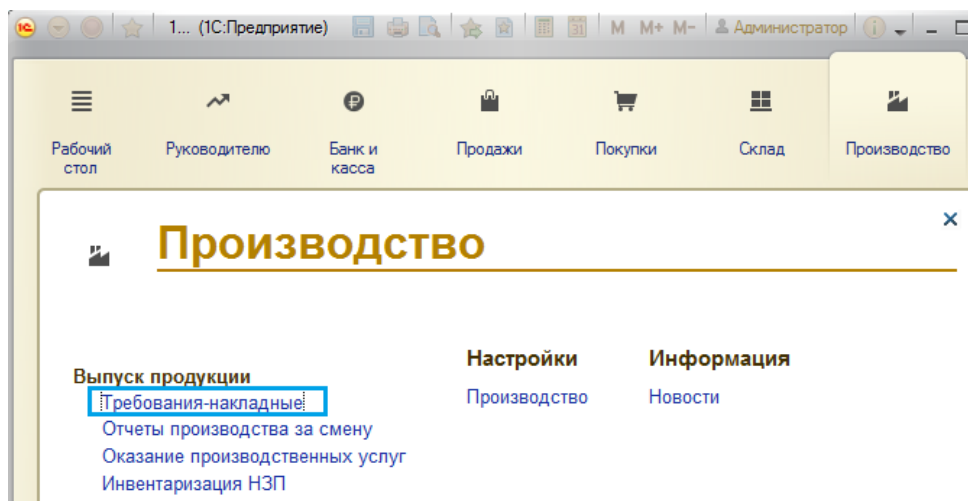 1... (1С:Предприятие) 31 M M+ M- Администратор
Рабочий стол
Руководителю
Банк и касса
Продажи
Покупки
Склад
Производство
Производство
Выпуск продукции
Требования-накладные
Отчеты производства за смену
Оказание производственных услуг
Инвентаризация НЗП
Настройки
Производство
Информация
Новости